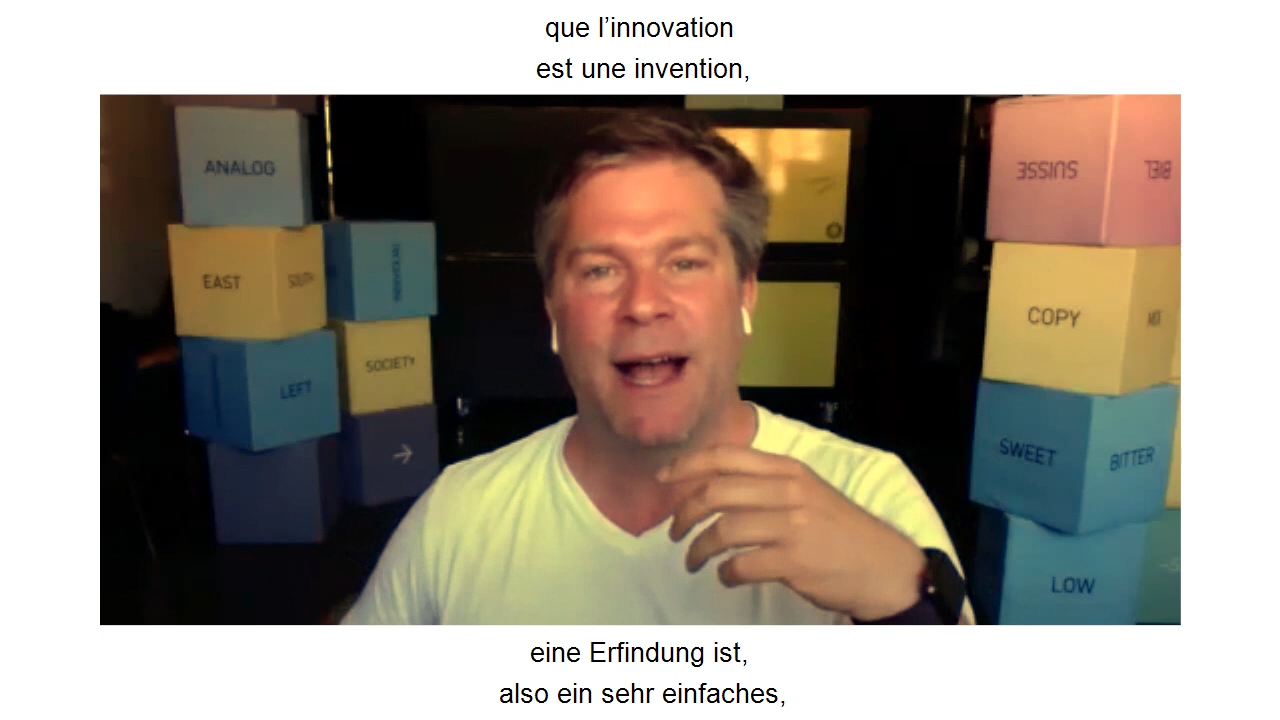 que l’innovation
est une invention,
ANALOG
SUISSE
BIEL
EAST
SOUTH
COPY
SOCIETY
LEFT
SWEET
BITTER
LOW
eine Erfindung ist,
also ein sehr einfaches,